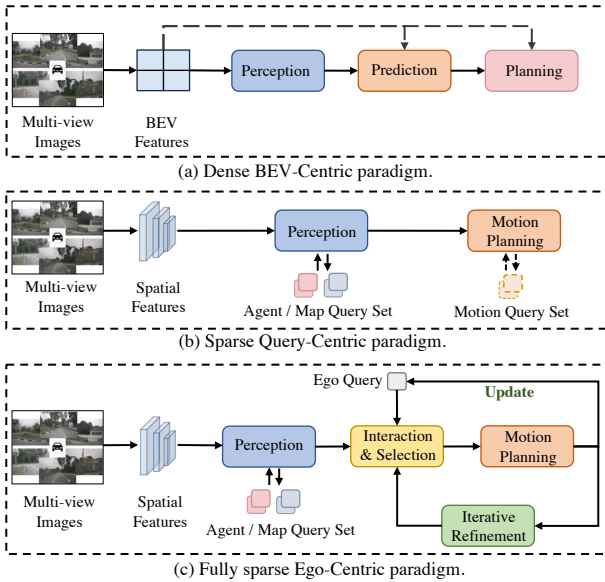 Multi-view
Images
BEV
Features
Perception
Prediction
Planning
(a) Dense BEV-Centric paradigm.
Multi-view
Images
Spatial
Features
Perception
Agent / Map Query Set
Motion
Planning
Motion Query Set
(b) Sparse Query-Centric paradigm.
Ego Query
Update
Multi-view
Images
Spatial
Features
Perception
Agent / Map Query Set
Interaction
& Selection
Motion
Planning
Iterative
Refinement
(c) Fully sparse Ego-Centric paradigm.